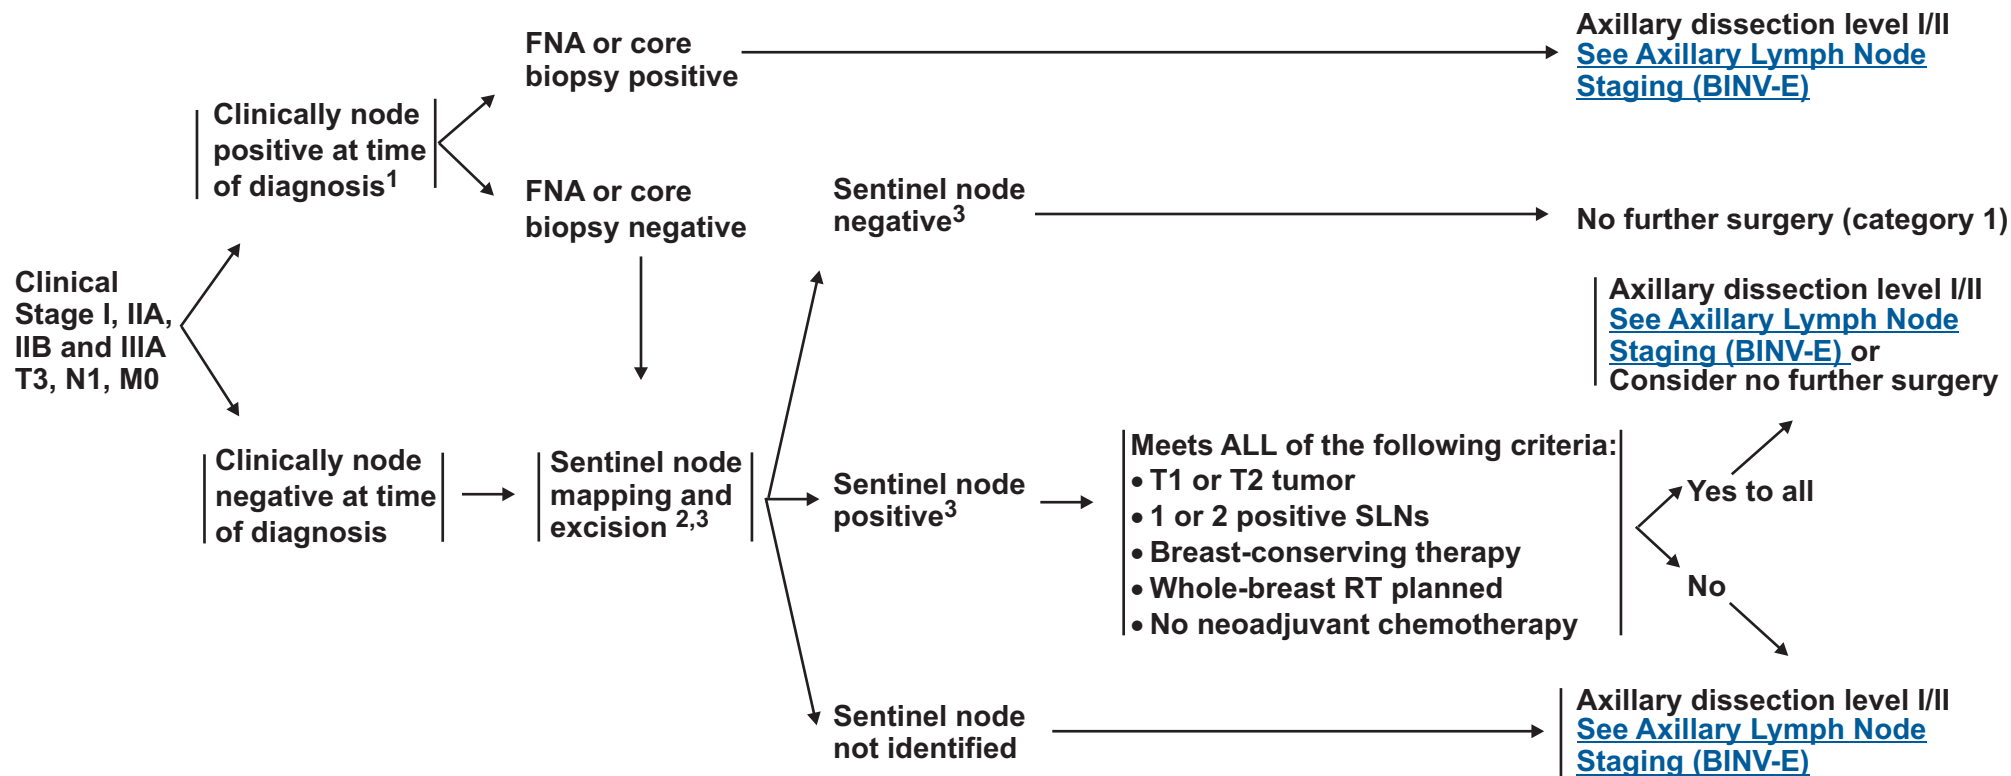 Clinical
Stage I, IIA,
IIB and IIIA
T3, N1, M0
Clinically node
positive at time
of diagnosis1
FNA or core
biopsy positive
Axillary dissection level I/II
See Axillary Lymph Node
Staging (BINV-E)
FNA or core
biopsy negative
Clinically node
negative at time
of diagnosis
Sentinel node
mapping and
excision 2,3
Sentinel node
negative3
No further surgery (category 1)
Sentinel node
positive3
Meets ALL of the following criteria:
• T1 or T2 tumor
• 1 or 2 positive SLNs
• Breast-conserving therapy
• Whole-breast RT planned
• No neoadjuvant chemotherapy
Yes to all
Axillary dissection level I/II
See Axillary Lymph Node
Staging (BINV-E) or
Consider no further surgery
No
Sentinel node
not identified
Axillary dissection level I/II
See Axillary Lymph Node
Staging (BINV-E)